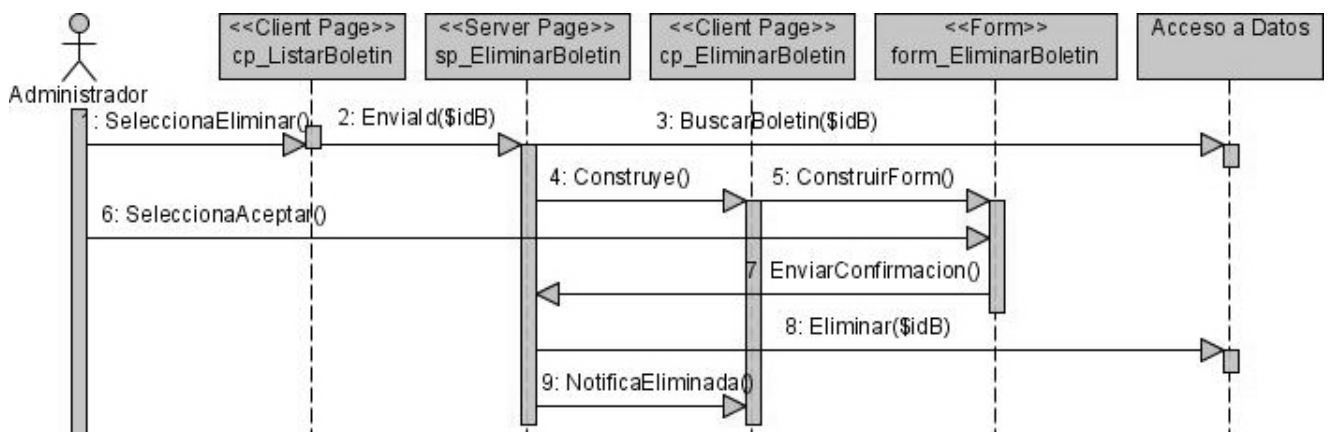 <<Client Page>>
cp_ListarBoletin
<<Server Page>>
sp_EliminarBoletin
<<Client Page>>
cp_EliminarBoletin
<<Form>>
form_EliminarBoletin
Acceso a Datos
Administrador
1: SeleccionaEliminar()
2: EnviaId($idB)
3: BuscarBoletin($idB)
4: Construye()
5: ConstruirForm()
6: SeleccionaAceptar()
7: EnviarConfirmacion()
8: Eliminar($idB)
9: NotificaEliminada()